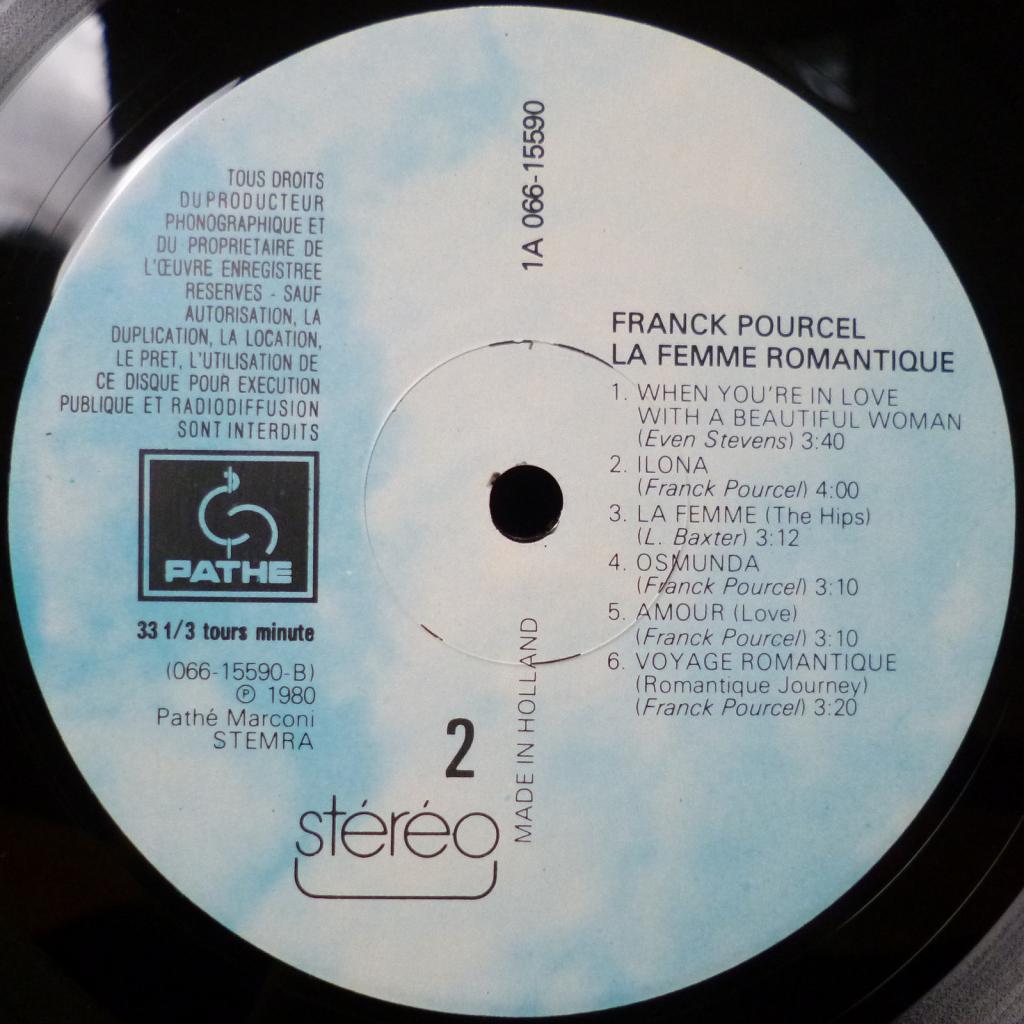 TOUS DROITS
DU PRODUCTEUR
PHONOGRAPHIQUE ET
DU PROPRIETAIRE DE
L'ŒUVRE ENREGISTREE
RESERVES - SAUF
AUTORISATION, LA
DUPLICATION, LA LOCATION,
LE PRET, L'UTILISATION DE
CE DISQUE POUR EXECUTION
PUBLIQUE ET RADIODIFFUSION
SONT INTERDITS
PATHE
33 1/3 tours minute
(066-15590-B)
℗ 1980
Pathé Marconi
STEMRA
2
stéréo
1A 066-15590
MADE IN HOLLAND
FRANCK POURCEL
LA FEMME ROMANTIQUE
1. WHEN YOU'RE IN LOVE
WITH A BEAUTIFUL WOMAN
(Even Stevens) 3:40
2. ILONA
(Franck Pourcel) 4:00
3. LA FEMME (The Hips)
(L. Baxter) 3:12
4. OSMUNDA
(Franck Pourcel) 3:10
5. AMOUR (Love)
(Franck Pourcel) 3:10
6. VOYAGE ROMANTIQUE
(Romantique Journey)
(Franck Pourcel) 3:20